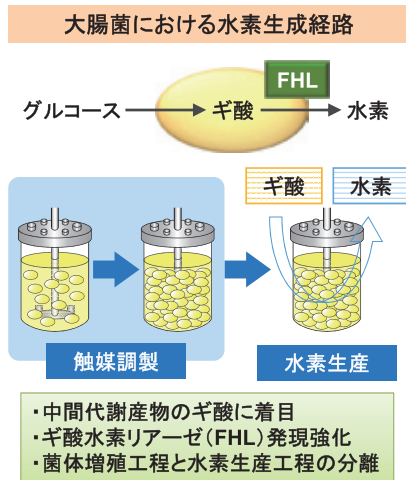 大腸菌における水素生成経路
FHL
グルコース
ギ酸
水素
ギ酸
水素
触媒調製
水素生産
・中間代謝産物のギ酸に着目
・ギ酸水素リアーゼ(FHL)発現強化
・菌体増殖工程と水素生産工程の分離